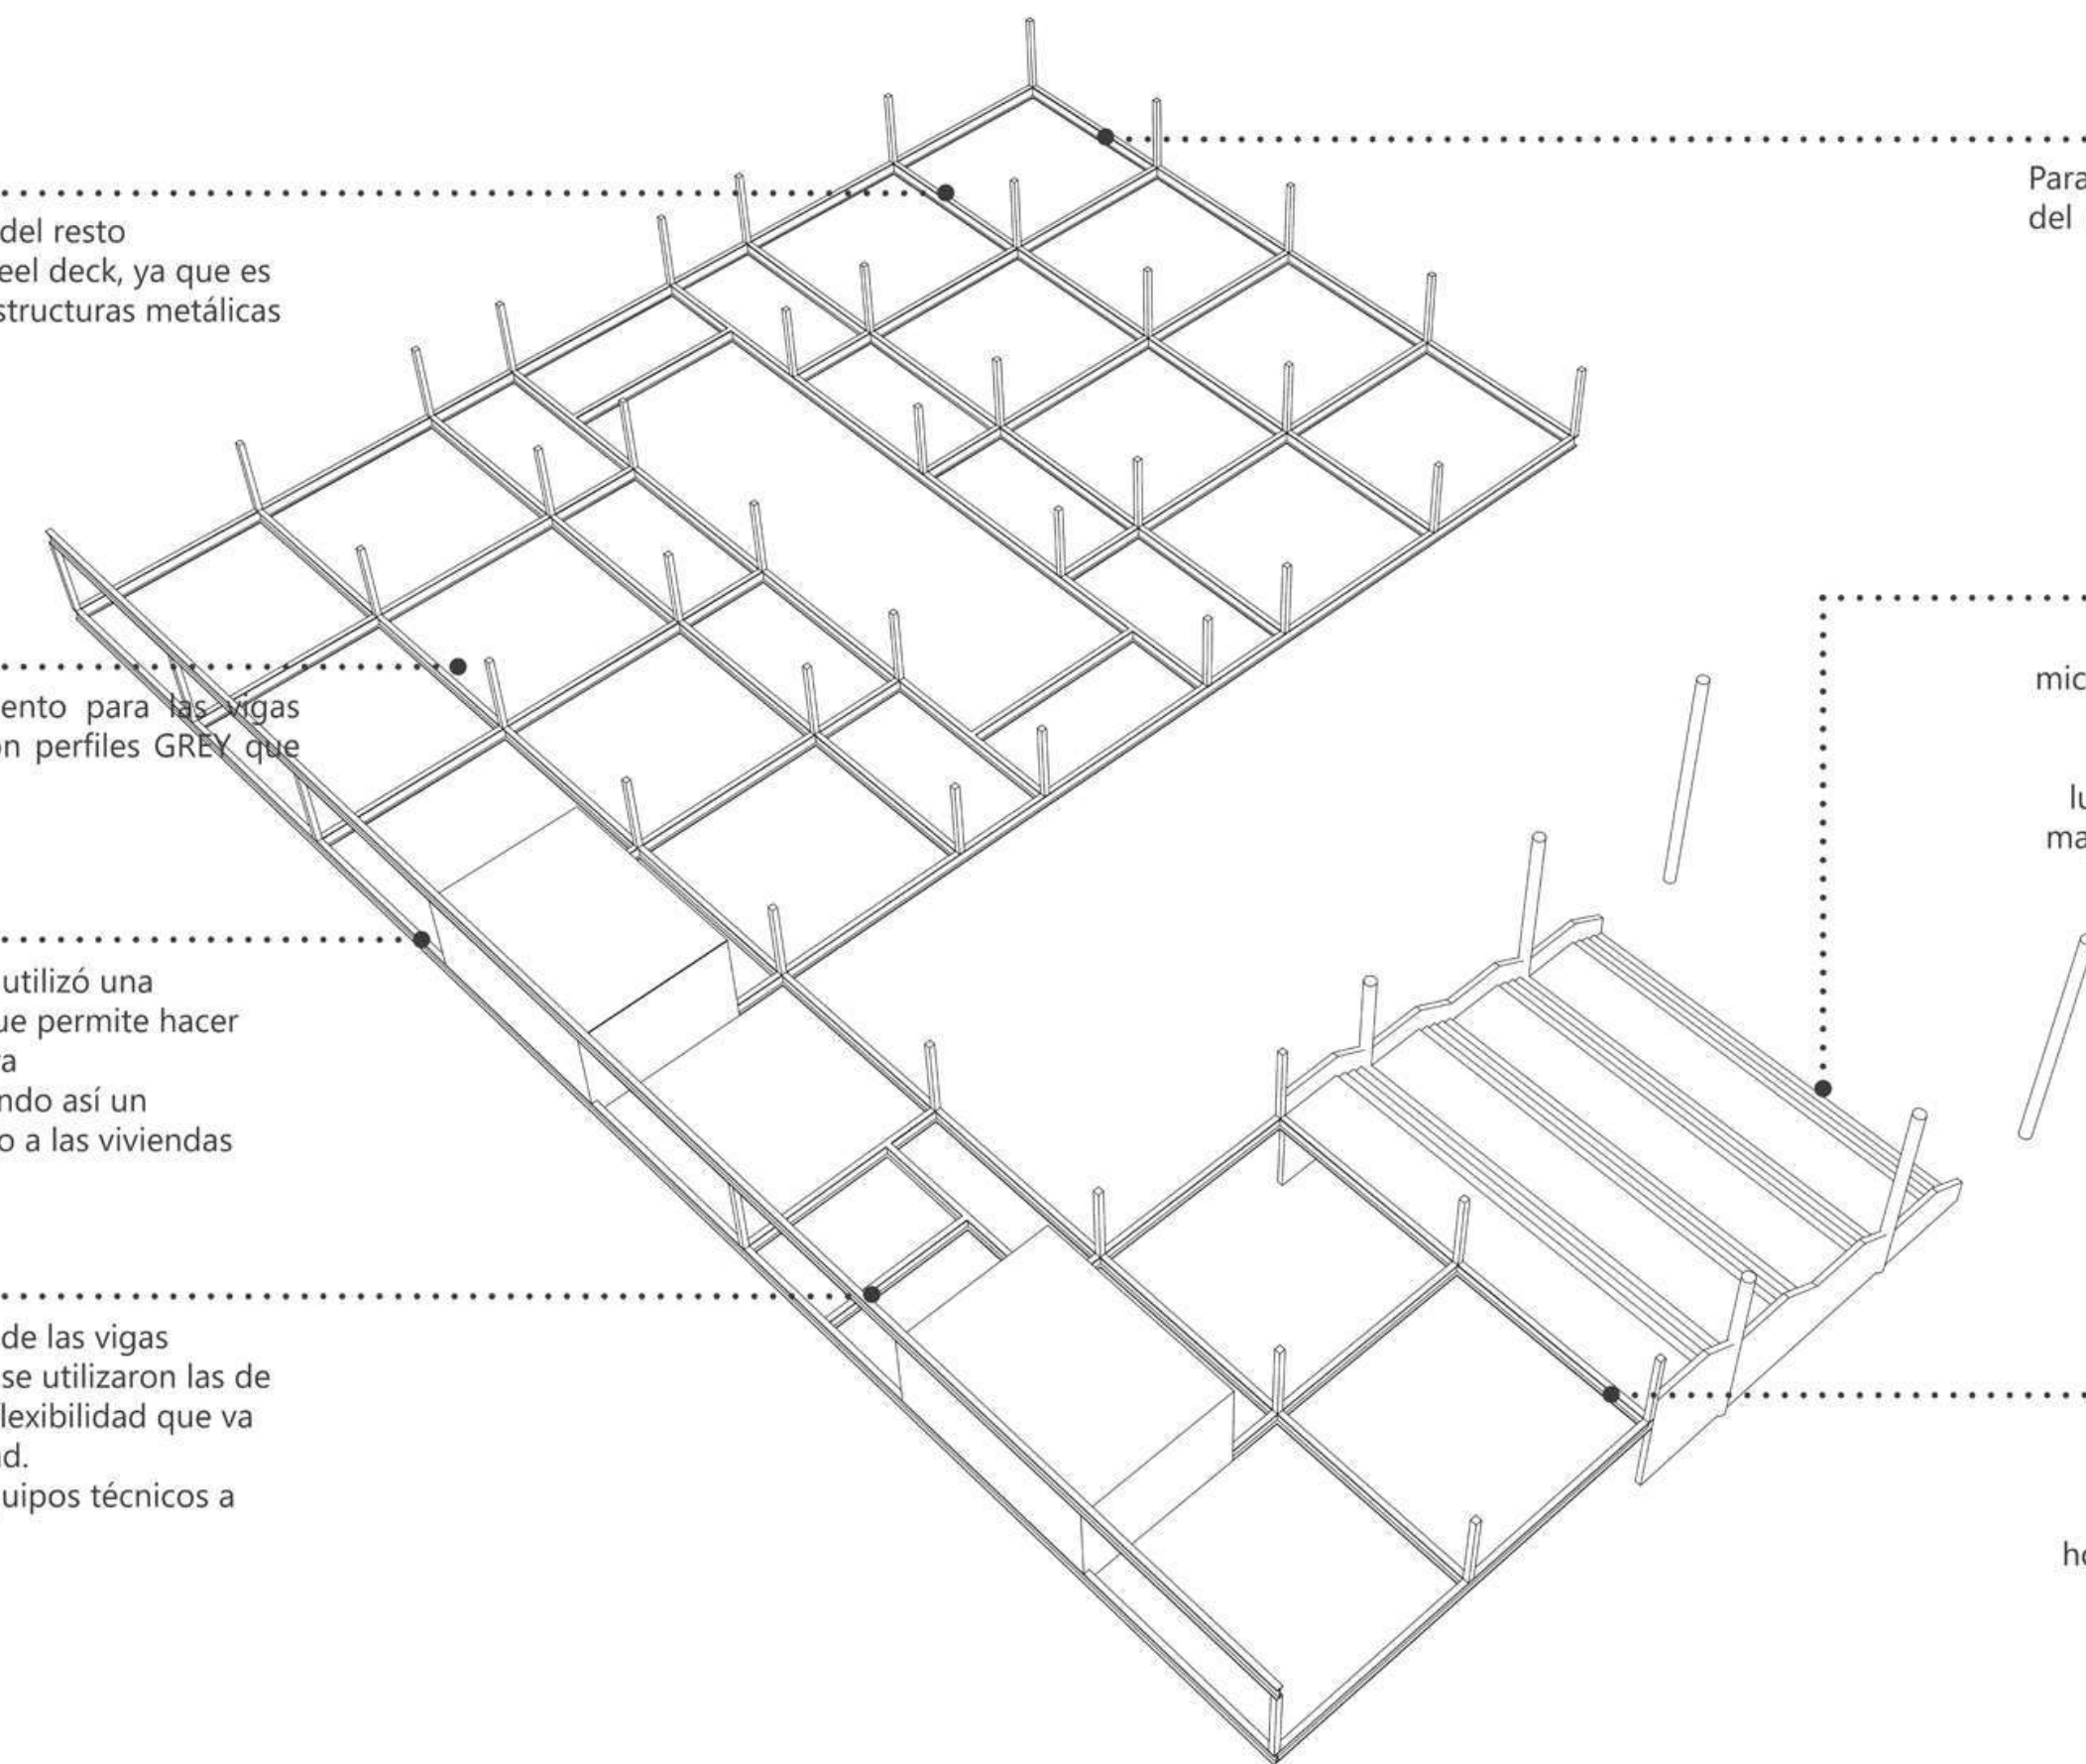 del resto
eel deck, ya que es
structuras metálicas
ento para las vigas
on perfiles GREY que
utilizó una
ue permite hacer
ra
ndo así un
o a las viviendas
de las vigas
se utilizaron las de
lexibilidad que va
ad.
uipos técnicos a
Para
del
mic
lu
ma
ho